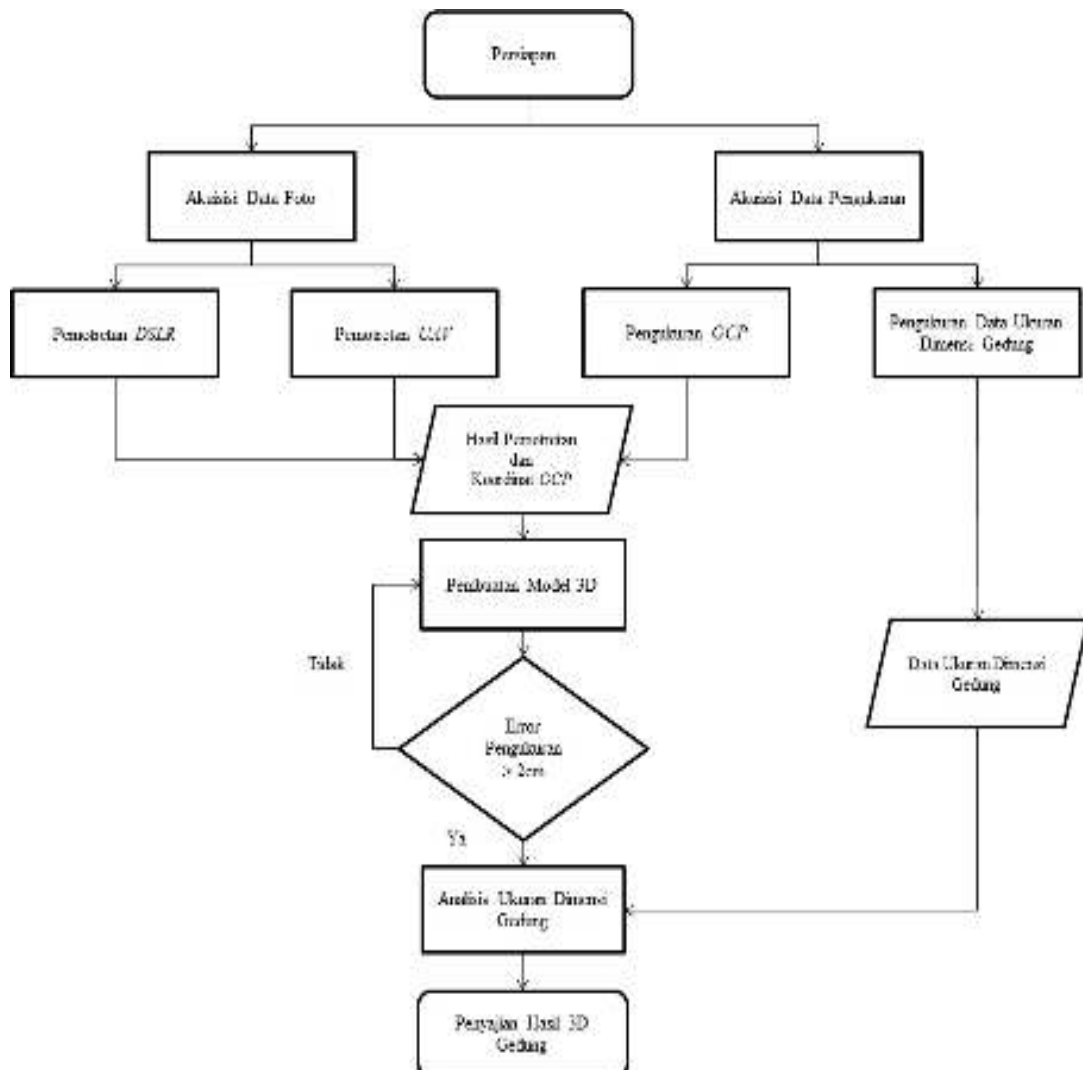 Persiapan
Akuisisi Data Foto
Akuisisi Data Pengukuran
Pemotretan DSLR
Pemotretan UAV
Pengukuran GCP
Pengukuran Data Ukuran
Dimensi Gedung
Hasil Pemotretan
dan
Koordinat GCP
Pembuatan Model 3D
Tidak
Data Ukuran Dimensi
Gedung
Error
Pengukuran
> 2cm
Ya
Analisis Ukuran Dimensi
Gedung
Penyajian Hasil 3D
Gedung